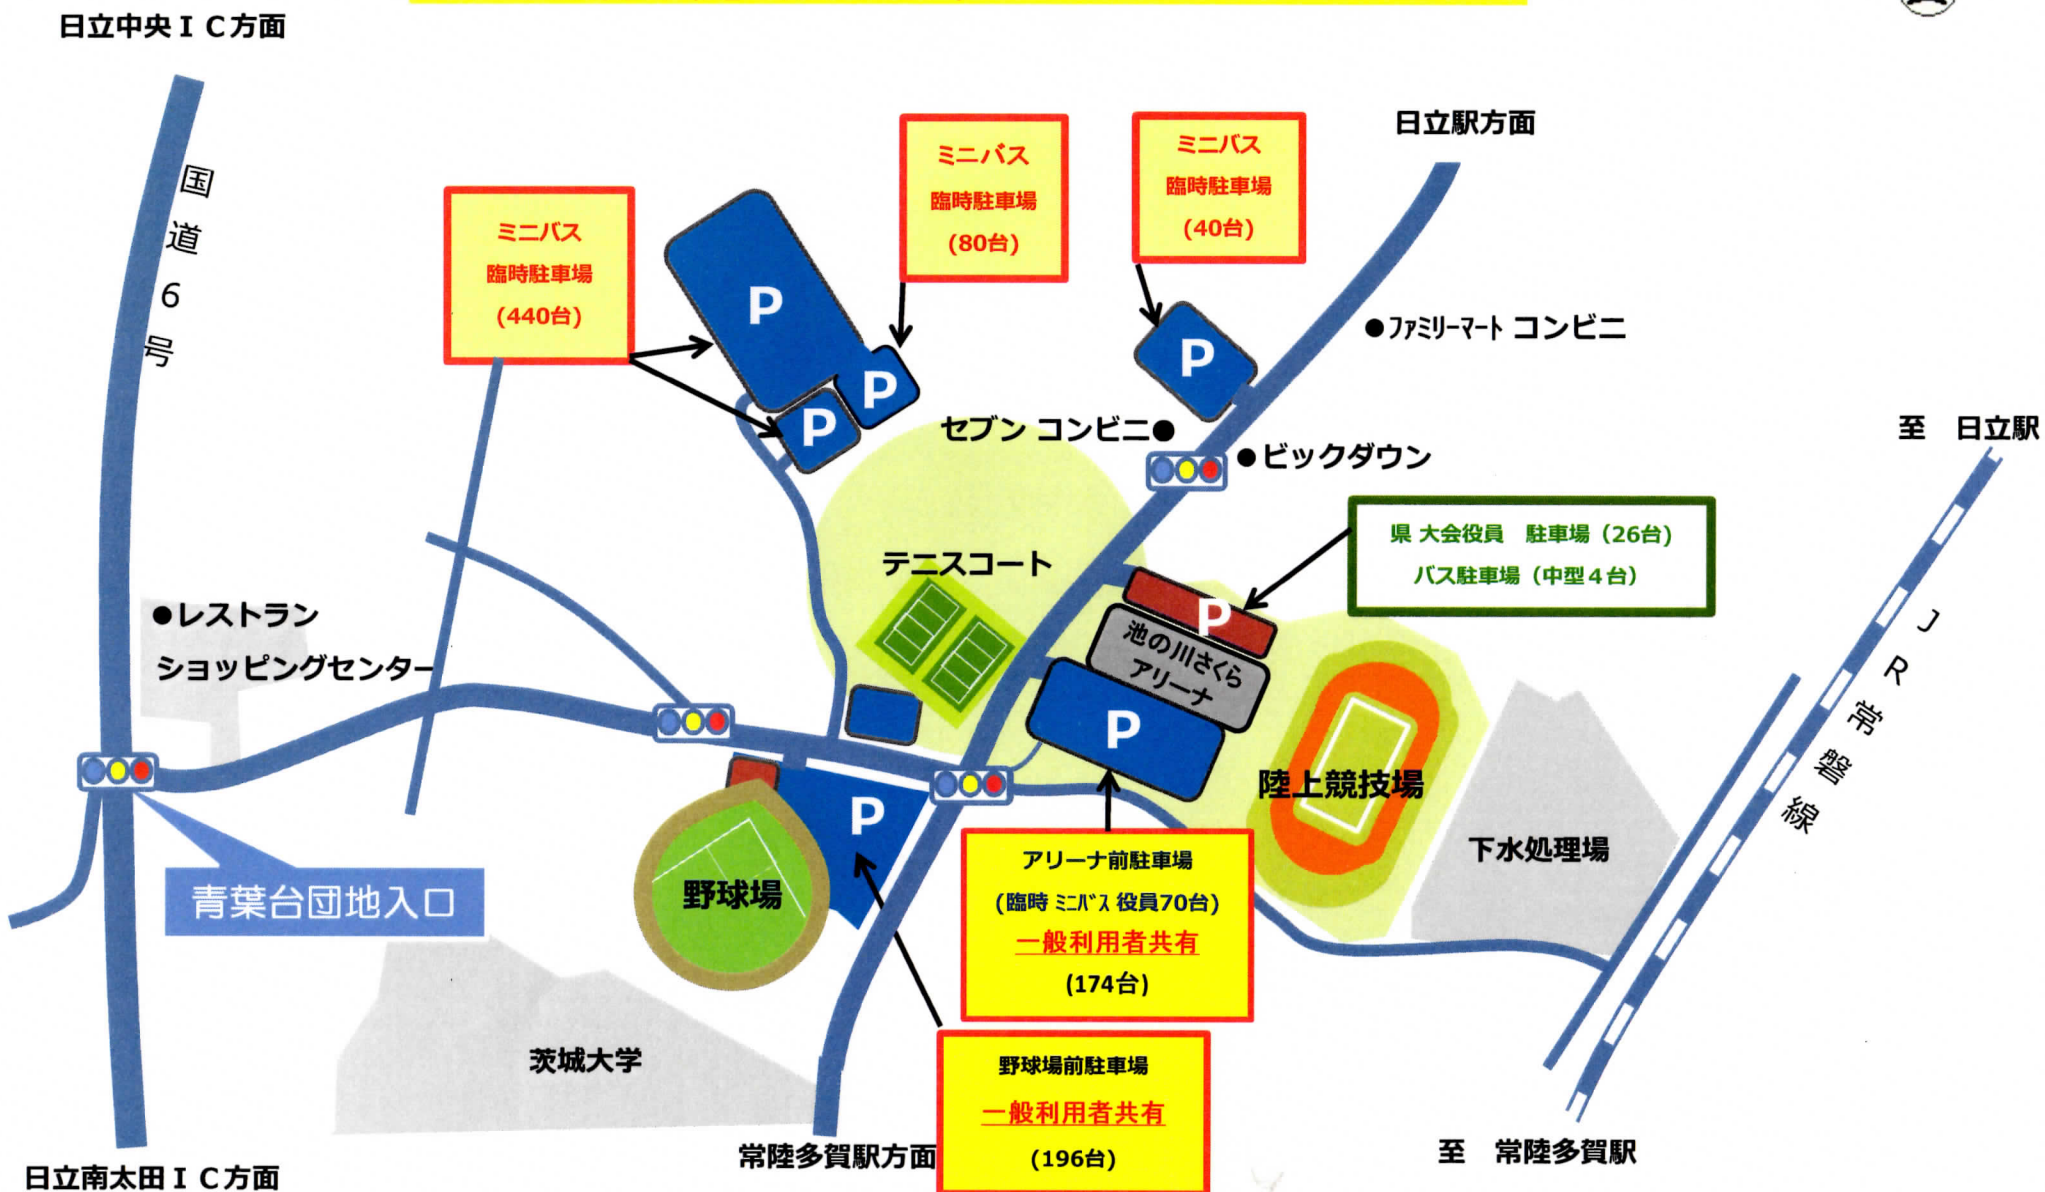 日立中央ＩＣ方面
国道6号
ミニバス
臨時駐車場
(440台)
ミニバス
臨時駐車場
(80台)
ミニバス
臨時駐車場
(40台)
日立駅方面
●ﾌｧﾐﾘｰﾏｰﾄ コンビニ
セブン コンビニ●
●ビックダウン
至　日立駅
県 大会役員　駐車場（26台）
バス駐車場（中型４台）
テニスコート
●レストラン
ショッピングセンター
P
P
P
P
P
池の川さくら
アリーナ
P
P
陸上競技場
下水処理場
ＪＲ常磐線
青葉台団地入口
野球場
アリーナ前駐車場
(臨時 ﾐﾆﾊﾞｽ 役員70台)
一般利用者共有
(174台)
茨城大学
野球場前駐車場
一般利用者共有
(196台)
常陸多賀駅方面
至　常陸多賀駅
日立南太田ＩＣ方面